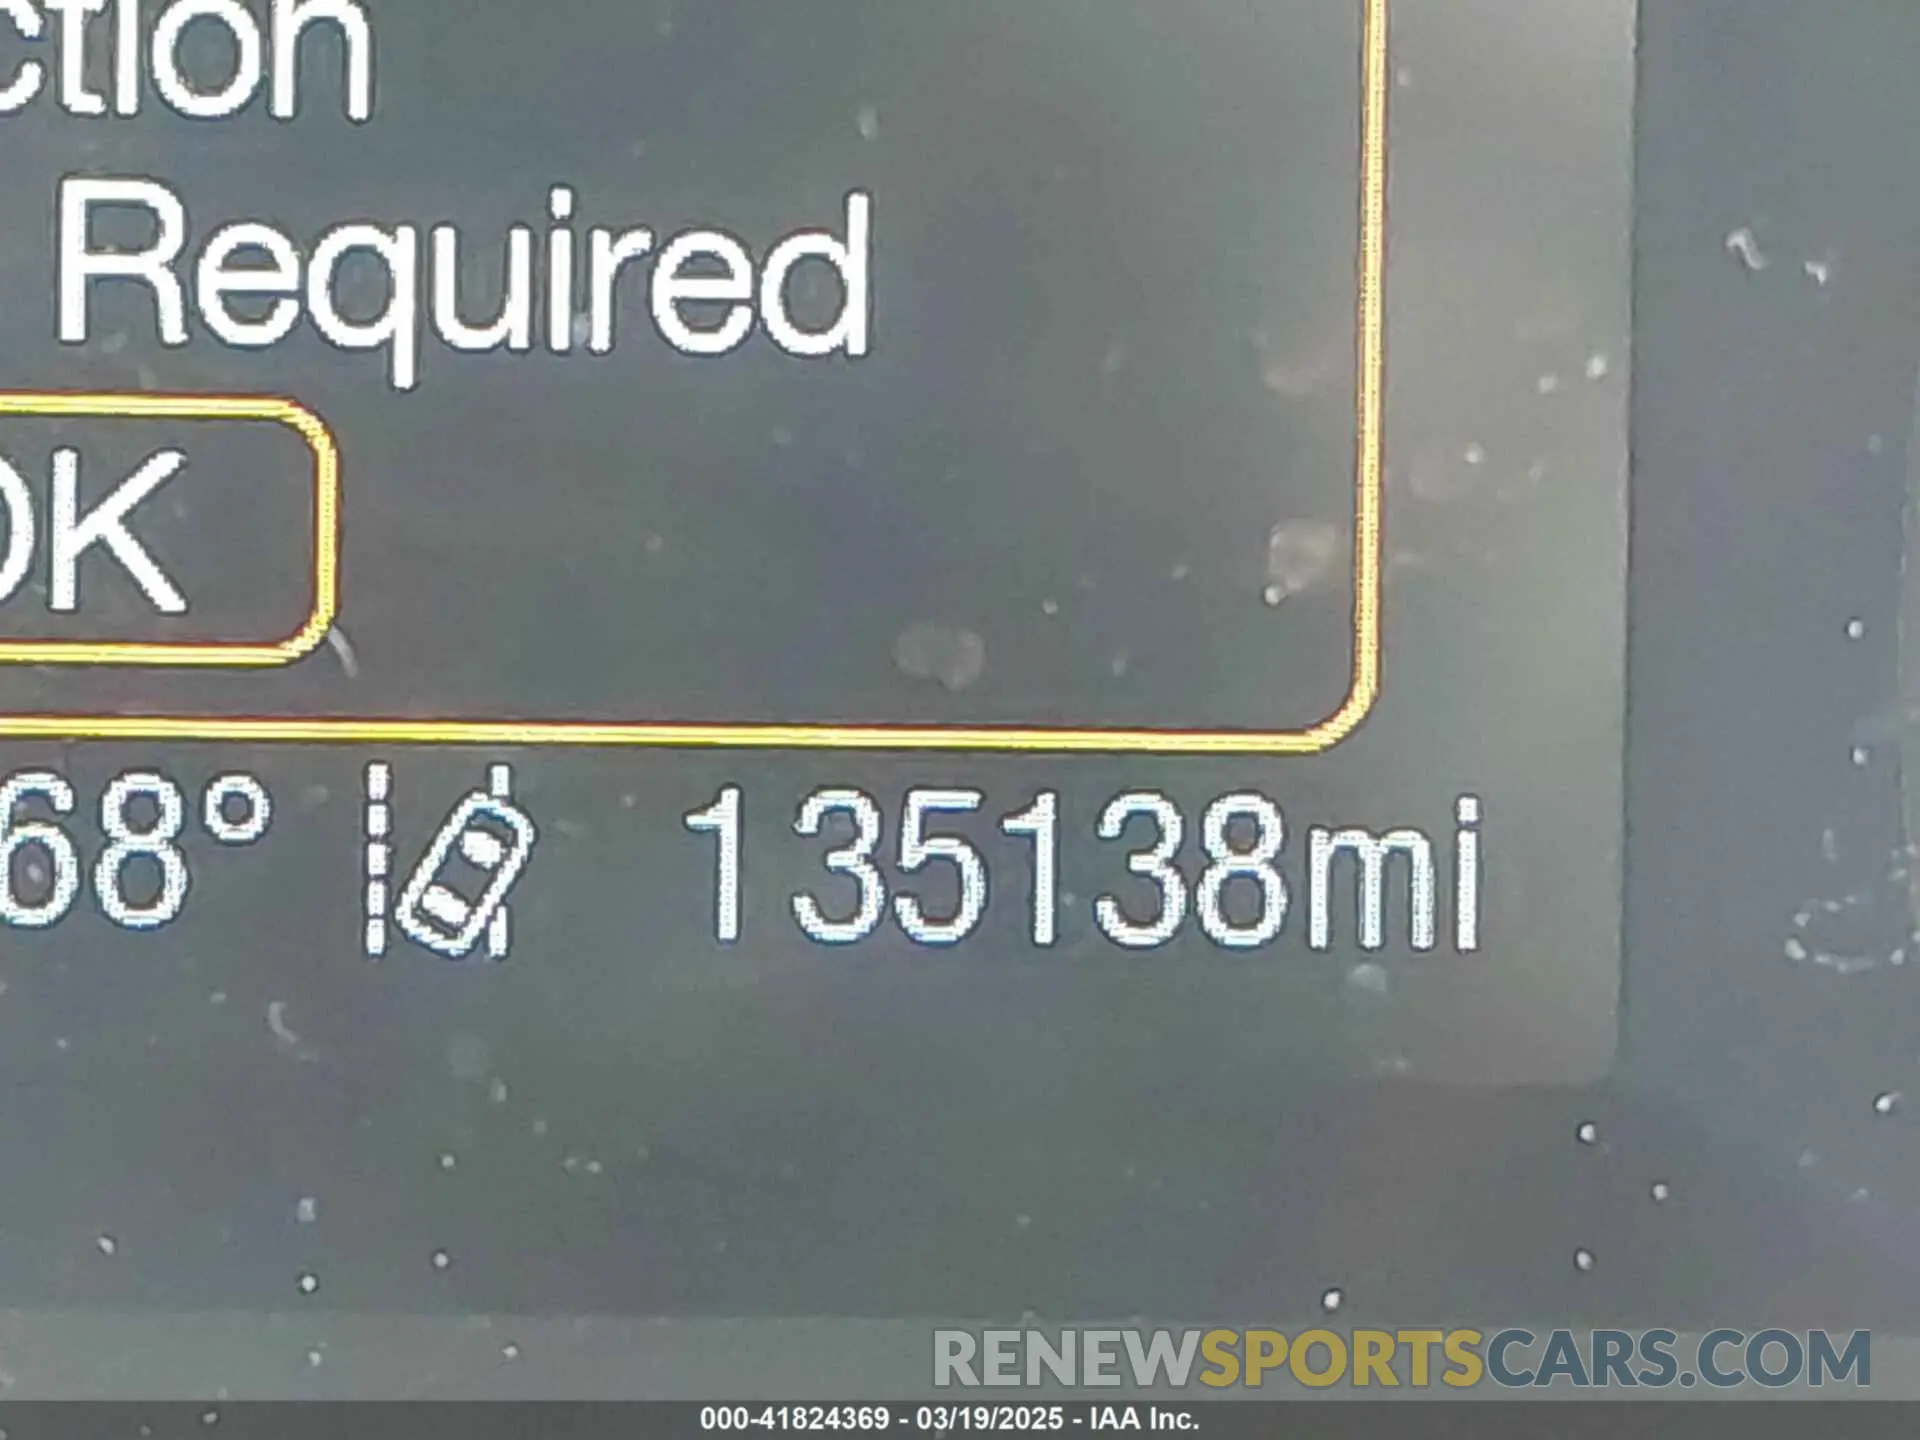 ction
Required
OK
68° 135138mi
RENEWSPORTSCARS.COM
000-41824369 - 03/19/2025 - IAA Inc.